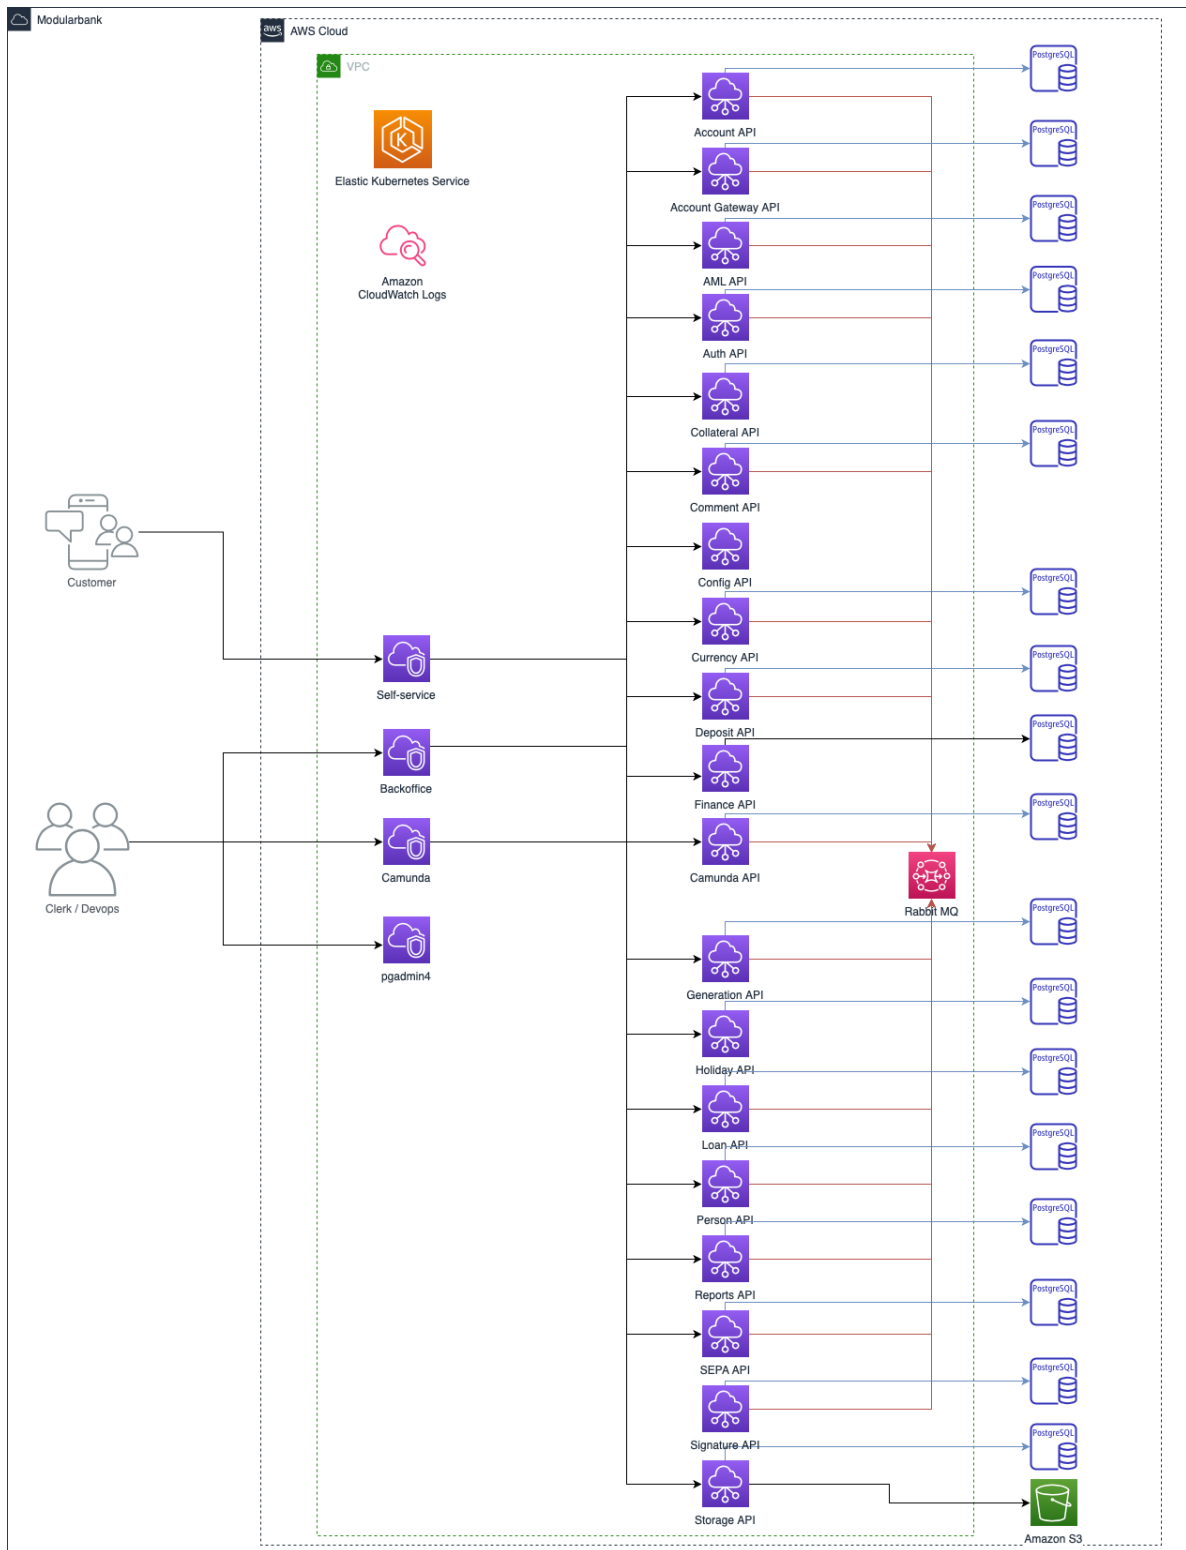 Modularbank
aws
AWS Cloud
VPC
PostgreSQL
Account API
PostgreSQL
Elastic Kubernetes Service
Account Gateway API
PostgreSQL
Amazon
CloudWatch Logs
AML API
PostgreSQL
Auth API
PostgreSQL
Collateral API
PostgreSQL
Comment API
Customer
Config API
PostgreSQL
Currency API
PostgreSQL
Self-service
Deposit API
PostgreSQL
Backoffice
Finance API
PostgreSQL
Camunda
Camunda API
Clerk / Devops
Rabbit MQ
PostgreSQL
pgadmin4
Generation API
PostgreSQL
Holiday API
PostgreSQL
Loan API
PostgreSQL
Person API
PostgreSQL
Reports API
PostgreSQL
SEPA API
PostgreSQL
Signature API
PostgreSQL
Storage API
Amazon S3